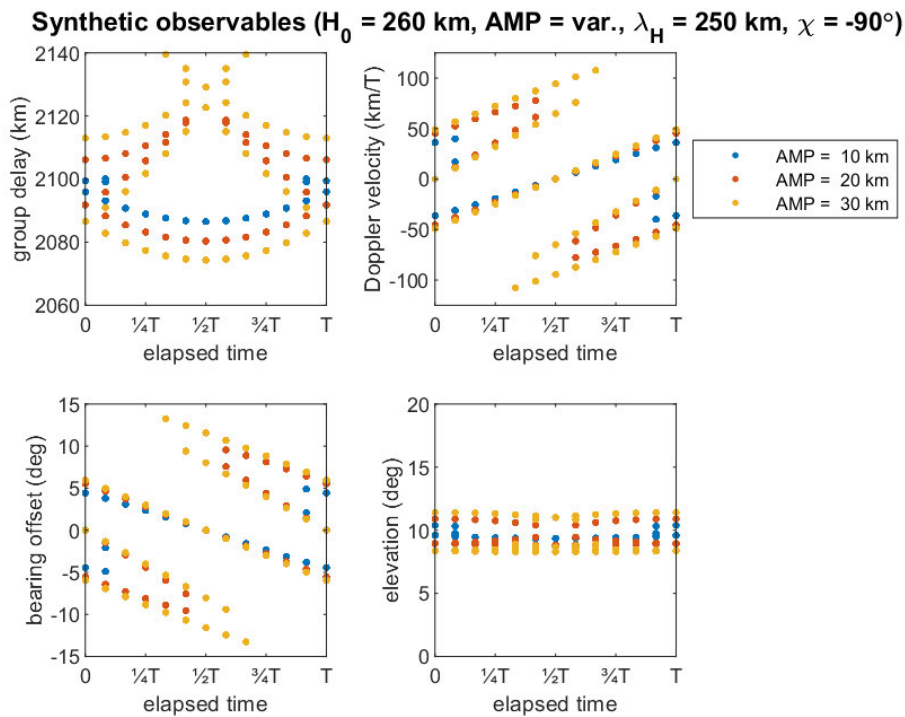 Synthetic observables (H₀ = 260 km, AMP = var., λ_H = 250 km, χ = -90°)
2140
2120
2100
2080
2060
group delay (km)
0 ¼T ½T ¾T T
elapsed time
100
50
0
-50
-100
Doppler velocity (km/T)
0 ¼T ½T ¾T T
elapsed time
AMP = 10 km
AMP = 20 km
AMP = 30 km
15
10
5
0
-5
-10
-15
bearing offset (deg)
0 ¼T ½T ¾T T
elapsed time
20
15
10
5
0
elevation (deg)
0 ¼T ½T ¾T T
elapsed time